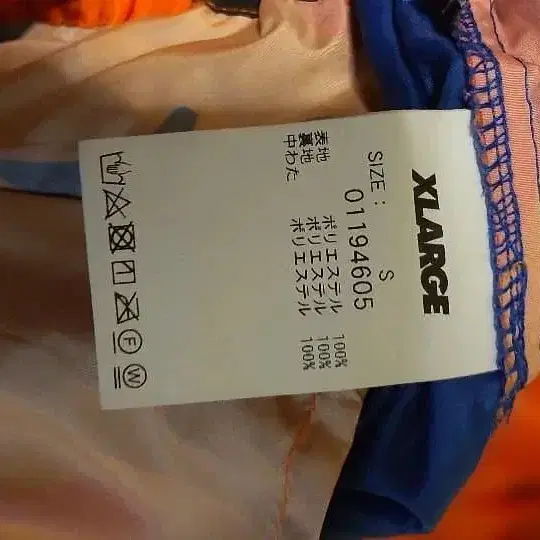 XLARGE
SIZE: S
01194605
表地 ポリエステル 100%
裏地 ポリエステル 100%
中わた ポリエステル 100%
F
W